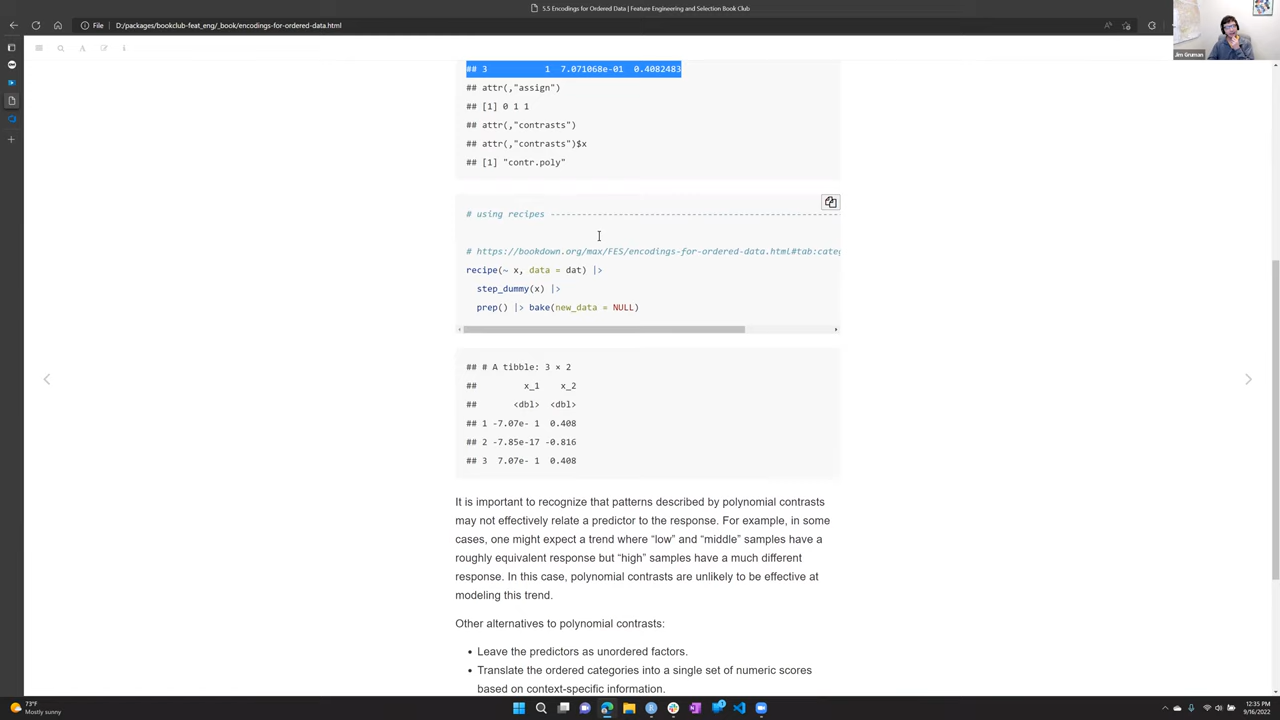 5.5 Encodings for Ordered Data | Feature Engineering and Selection Book Club
File
D:/packages/bookclub-feat_eng/_book/encodings-for-ordered-data.html
Jim Gruman
## 3           1  7.071068e-01  0.4082483
## attr(,"assign")
## [1] 0 1 1
## attr(,"contrasts")
## attr(,"contrasts")$x
## [1] "contr.poly"
# using recipes -------------------------------------------------------
# https://bookdown.org/max/FES/encodings-for-ordered-data.html#tab:categ
recipe(~ x, data = dat) |>
  step_dummy(x) |>
  prep() |> bake(new_data = NULL)
## # A tibble: 3 × 2
##         x_1    x_2
##       <dbl>  <dbl>
## 1 -7.07e- 1  0.408
## 2 -7.85e-17 -0.816
## 3  7.07e- 1  0.408
It is important to recognize that patterns described by polynomial contrasts
may not effectively relate a predictor to the response. For example, in some
cases, one might expect a trend where “low” and “middle” samples have a
roughly equivalent response but “high” samples have a much different
response. In this case, polynomial contrasts are unlikely to be effective at
modeling this trend.
Other alternatives to polynomial contrasts:
• Leave the predictors as unordered factors.
• Translate the ordered categories into a single set of numeric scores
based on context-specific information.
73°F
Mostly sunny
12:35 PM
9/16/2022